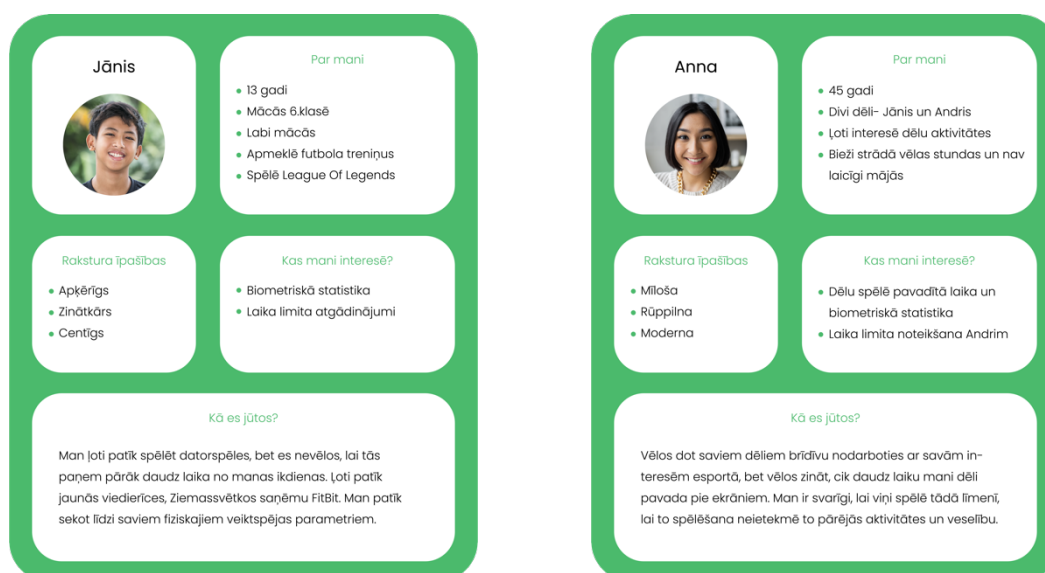 Jānis
Par mani
13 gadi
Mācās 6.klasē
Labi mācās
Apmeklē futbola treniņus
Spēlē League Of Legends
Rakstura īpašības
Apķērīgs
Zinātkārs
Centīgs
Kas mani interesē?
Biometriskā statistika
Laika limita atgādinājumi
Kā es jūtos?
Man ļoti patīk spēlēt datorspēles, bet es nevēlos, lai tās
paņem pārāk daudz laika no manas ikdienas. Ļoti patīk
jaunās viedierīces, Ziemassvētkos saņēmu FitBit. Man patīk
sekot līdzi saviem fiziskajiem veiktspējas parametriem.
Anna
Par mani
45 gadi
Divi dēli- Jānis un Andris
Ļoti interesē dēlu aktivitātes
Bieži strādā vēlas stundas un nav
laicīgi mājās
Rakstura īpašības
Mīloša
Rūppilna
Moderna
Kas mani interesē?
Dēlu spēlē pavadītā laika un
biometriskā statistika
Laika limita noteikšana Andrim
Kā es jūtos?
Vēlos dot saviem dēliem brīdīvu nodarboties ar savām in-
teresēm esportā, bet vēlos zināt, cik daudz laiku mani dēli
pavada pie ekrāniem. Man ir svarīgi, lai viņi spēlē tādā līmenī,
lai to spēlēšana neietekmē to pārējās aktivitātes un veselību.